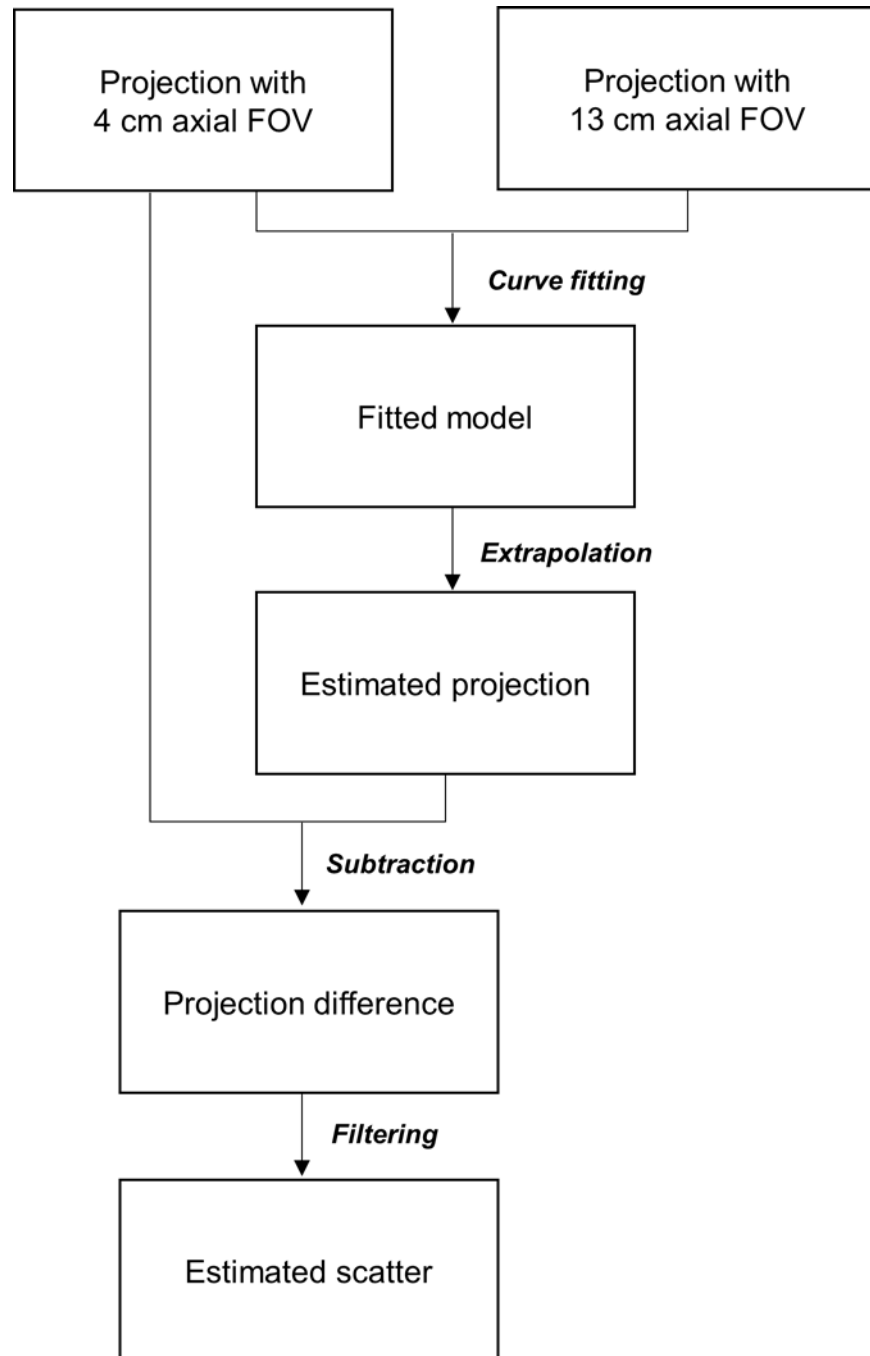 Projection with
4 cm axial FOV
Projection with
13 cm axial FOV
Curve fitting
Fitted model
Extrapolation
Estimated projection
Subtraction
Projection difference
Filtering
Estimated scatter